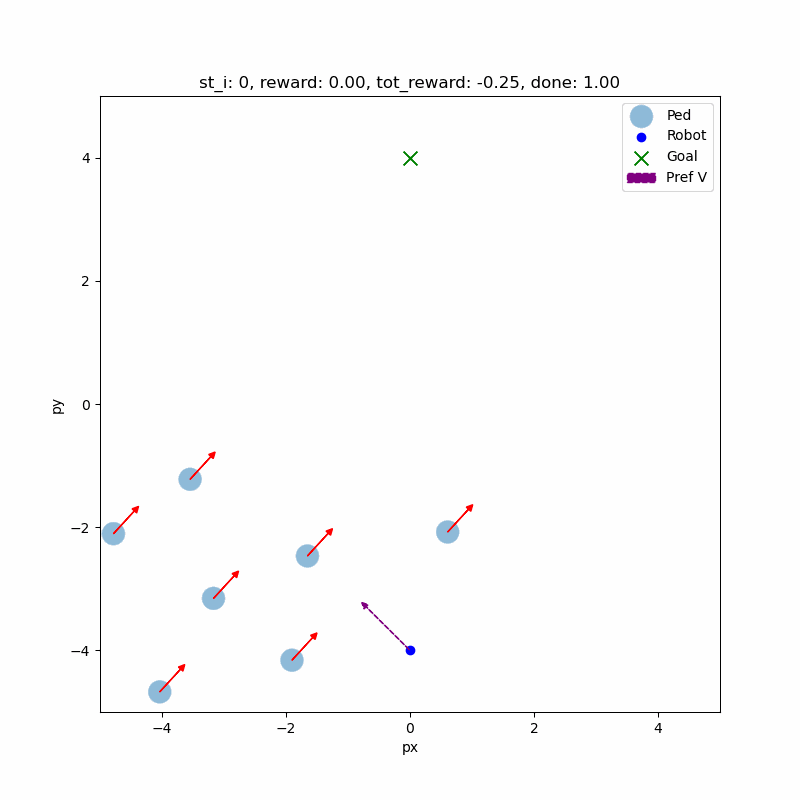 st_i: 0, reward: 0.00, tot_reward: -0.25, done: 1.00
Ped
Robot
Goal
Pref V
4
2
0
−2
−4
py
−4
−2
0
2
4
px